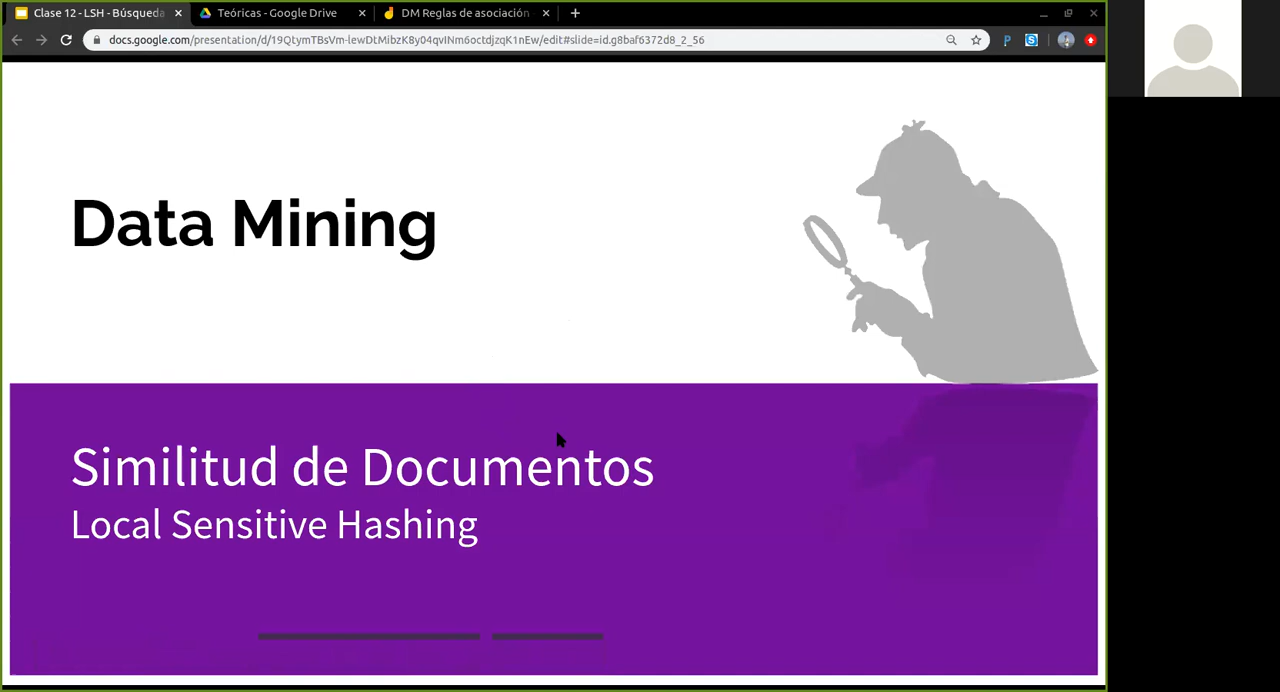 Clase 12 - LSH - Búsqueda
Teóricas - Google Drive
DM Reglas de asociación
docs.google.com/presentation/d/19QtymTBsVm-lewDtMibzK8y04qvINm6octdjzqK1nEw/edit#slide=id.g8baf6372d8_2_56
Data Mining
Similitud de Documentos
Local Sensitive Hashing